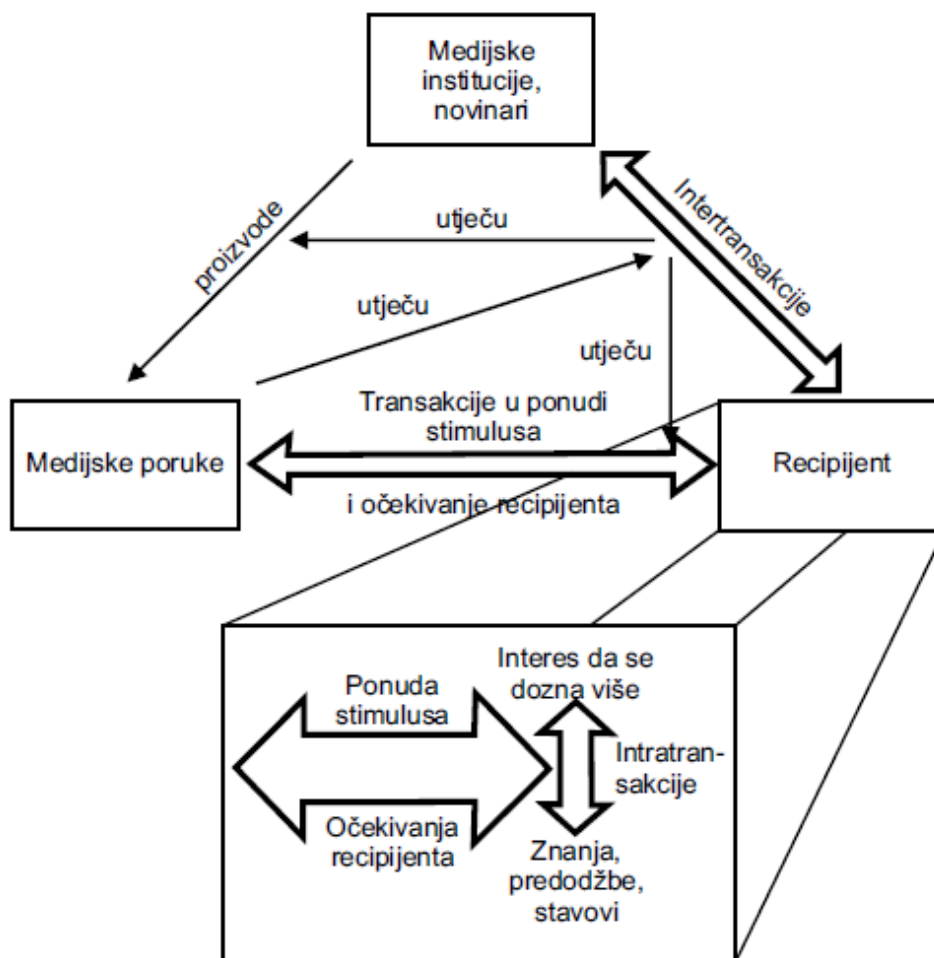 Medijske
institucije,
novinari
Intertransakcije
proizvode
utječu
utječu
utječu
Transakcije u ponudi
stimulusa
Medijske poruke
Recipijent
i očekivanje recipijenta
Interes da se
dozna više
Ponuda
stimulusa
Intratran-
sakcije
Očekivanja
recipijenta
Znanja,
predodžbe,
stavovi